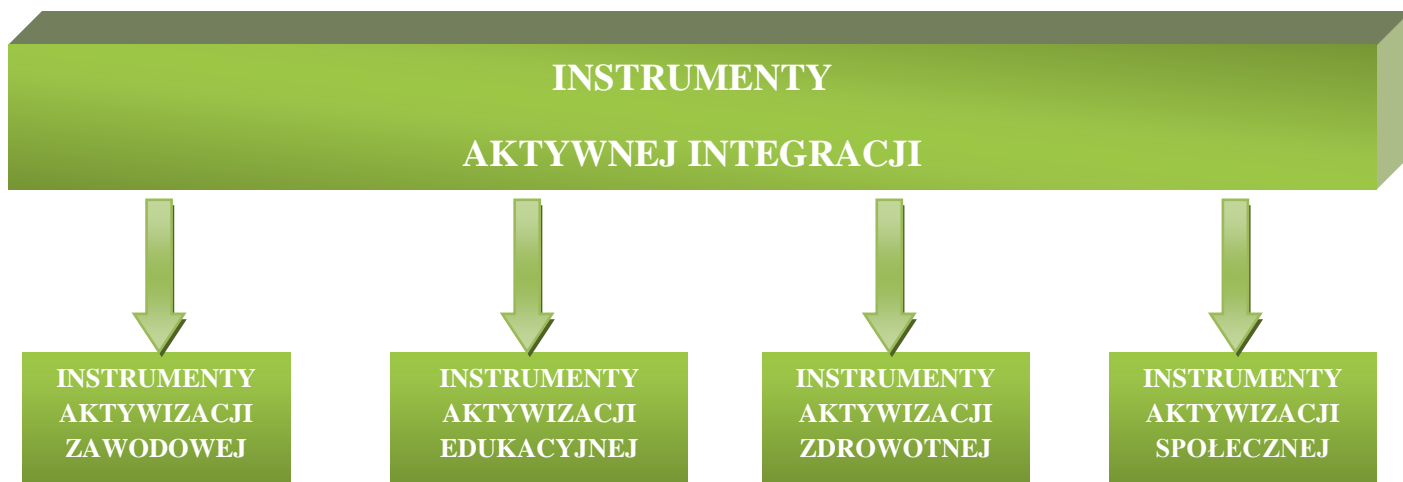 INSTRUMENTY
AKTYWNEJ INTEGRACJI
INSTRUMENTY
AKTYWIZACJI
ZAWODOWEJ
INSTRUMENTY
AKTYWIZACJI
EDUKACYJNEJ
INSTRUMENTY
AKTYWIZACJI
ZDROWOTNEJ
INSTRUMENTY
AKTYWIZACJI
SPOŁECZNEJ